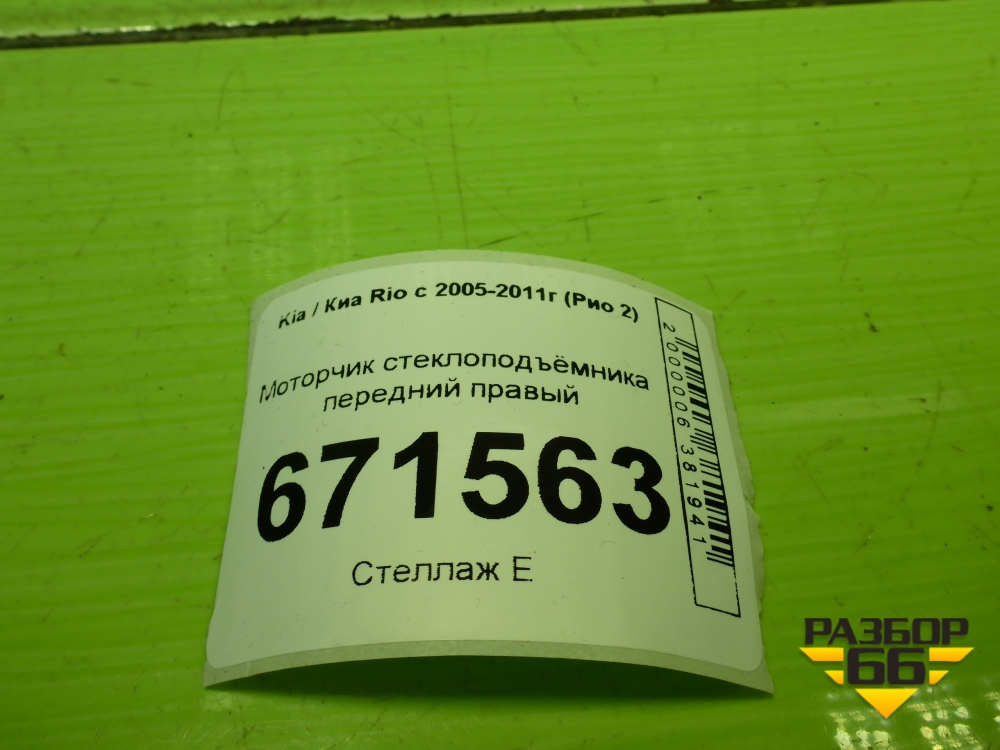 Kia / Киа Rio с 2005-2011г (Рио 2)
Моторчик стеклоподъёмника
передний правый
671563
Стеллаж Е
2000006381941
РАЗБОР
66